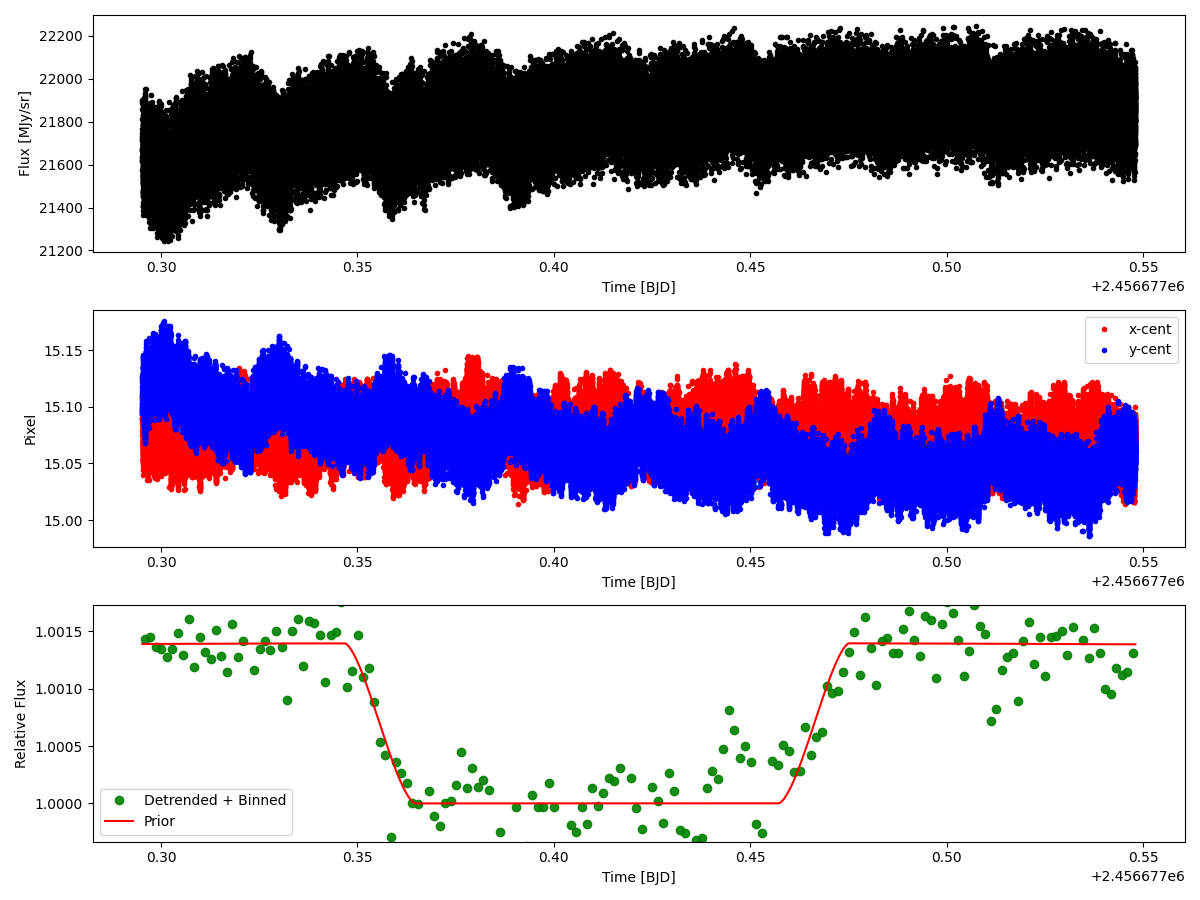 Flux [MJy/sr]
22200
22000
21800
21600
21400
21200
0.30 0.35 0.40 0.45 0.50 0.55
Time [BJD]
+2.456677e6
Pixel
15.15
15.10
15.05
15.00
x-cent
y-cent
0.30 0.35 0.40 0.45 0.50 0.55
Time [BJD]
+2.456677e6
Relative Flux
1.0015
1.0010
1.0005
1.0000
Detrended + Binned
Prior
0.30 0.35 0.40 0.45 0.50 0.55
Time [BJD]
+2.456677e6